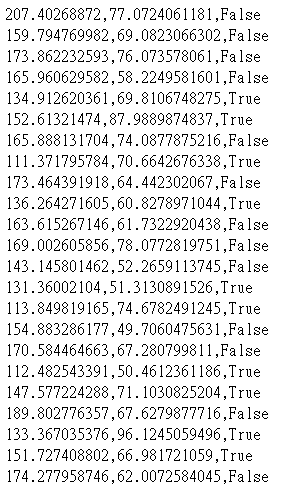 207.40268872,77.0724061181,False
159.794769982,69.0823066302,False
173.862232593,76.073578061,False
165.960629582,58.2249581601,False
134.912620361,69.8106748275,True
152.61321474,87.9889874837,True
165.888131704,74.0877875216,False
111.371795784,70.6642676338,True
173.464391918,64.442302067,False
136.264271605,60.8278971044,True
163.615267146,61.7322920438,False
169.002605856,78.0772819751,False
143.145801462,52.2659113745,False
131.36002104,51.3130891526,True
113.849819165,74.6782491245,True
154.883286177,49.7060475631,False
170.584464663,67.280799811,False
112.482543391,50.4612361186,True
147.577224288,71.1030825204,True
189.802776357,67.6279877716,False
133.367035376,96.1245059496,True
151.727408802,66.981721059,True
174.277958746,62.0072584045,False